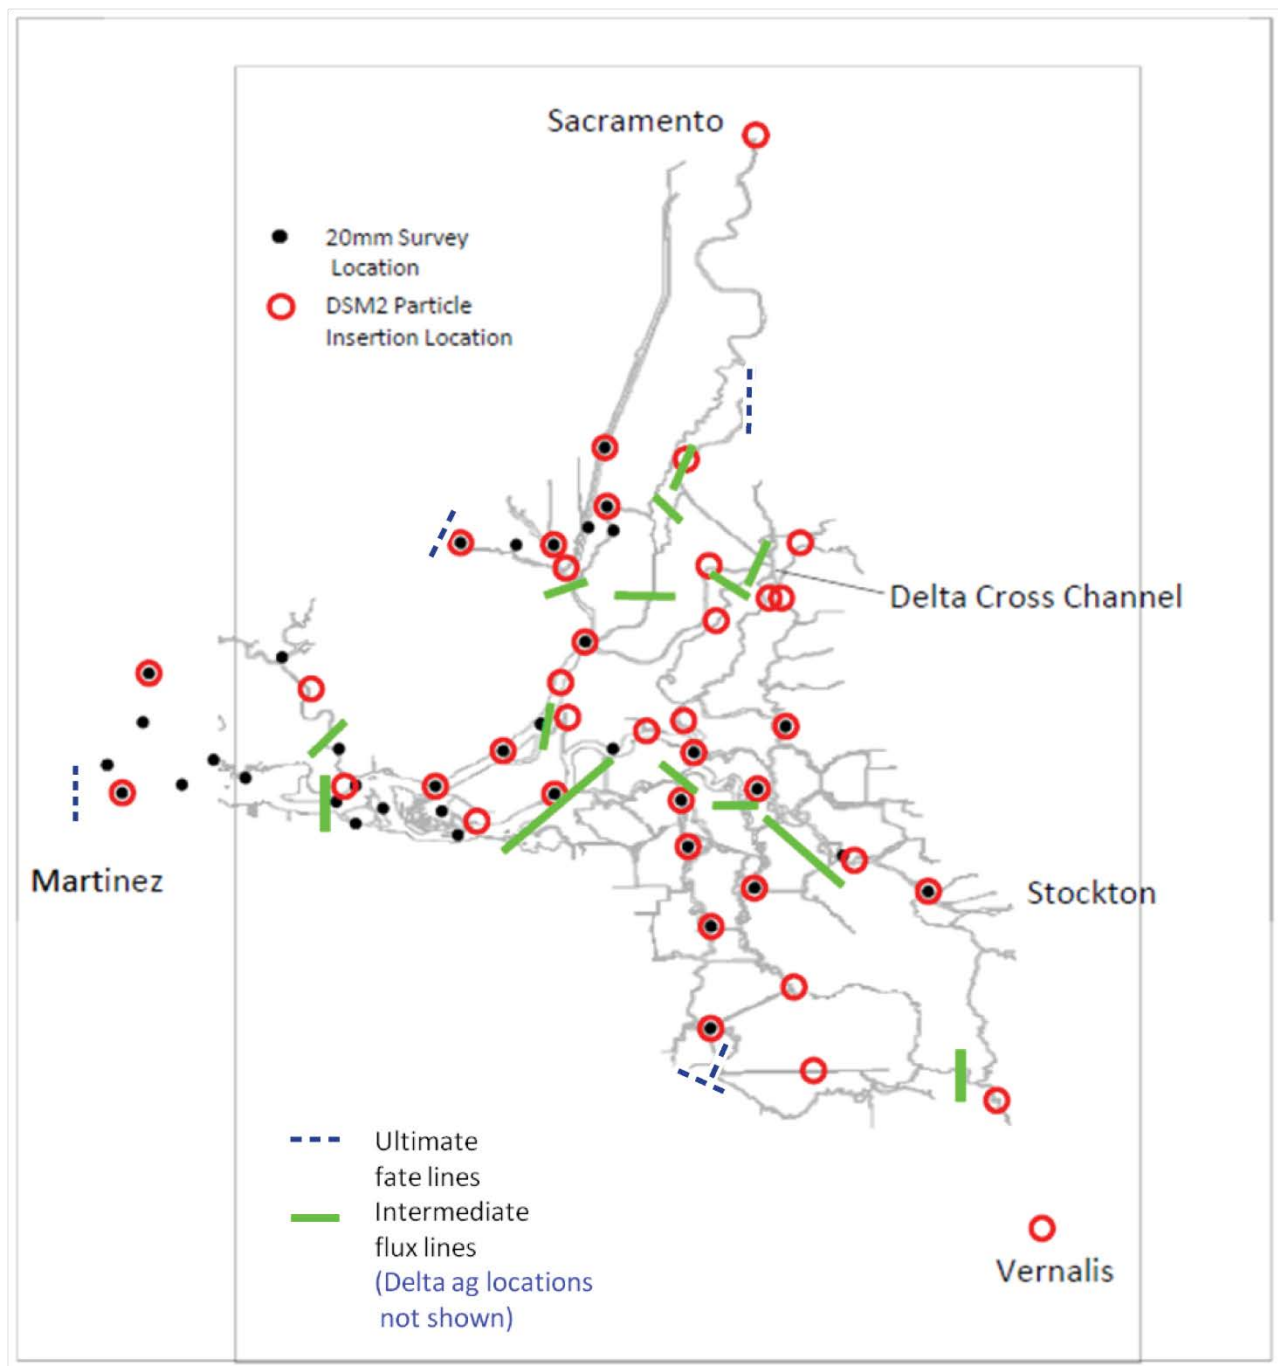 Sacramento
20mm Survey
Location
DSM2 Particle
Insertion Location
Delta Cross Channel
Martinez
Stockton
Ultimate
fate lines
Intermediate
flux lines
(Delta ag locations
not shown)
Vernalis